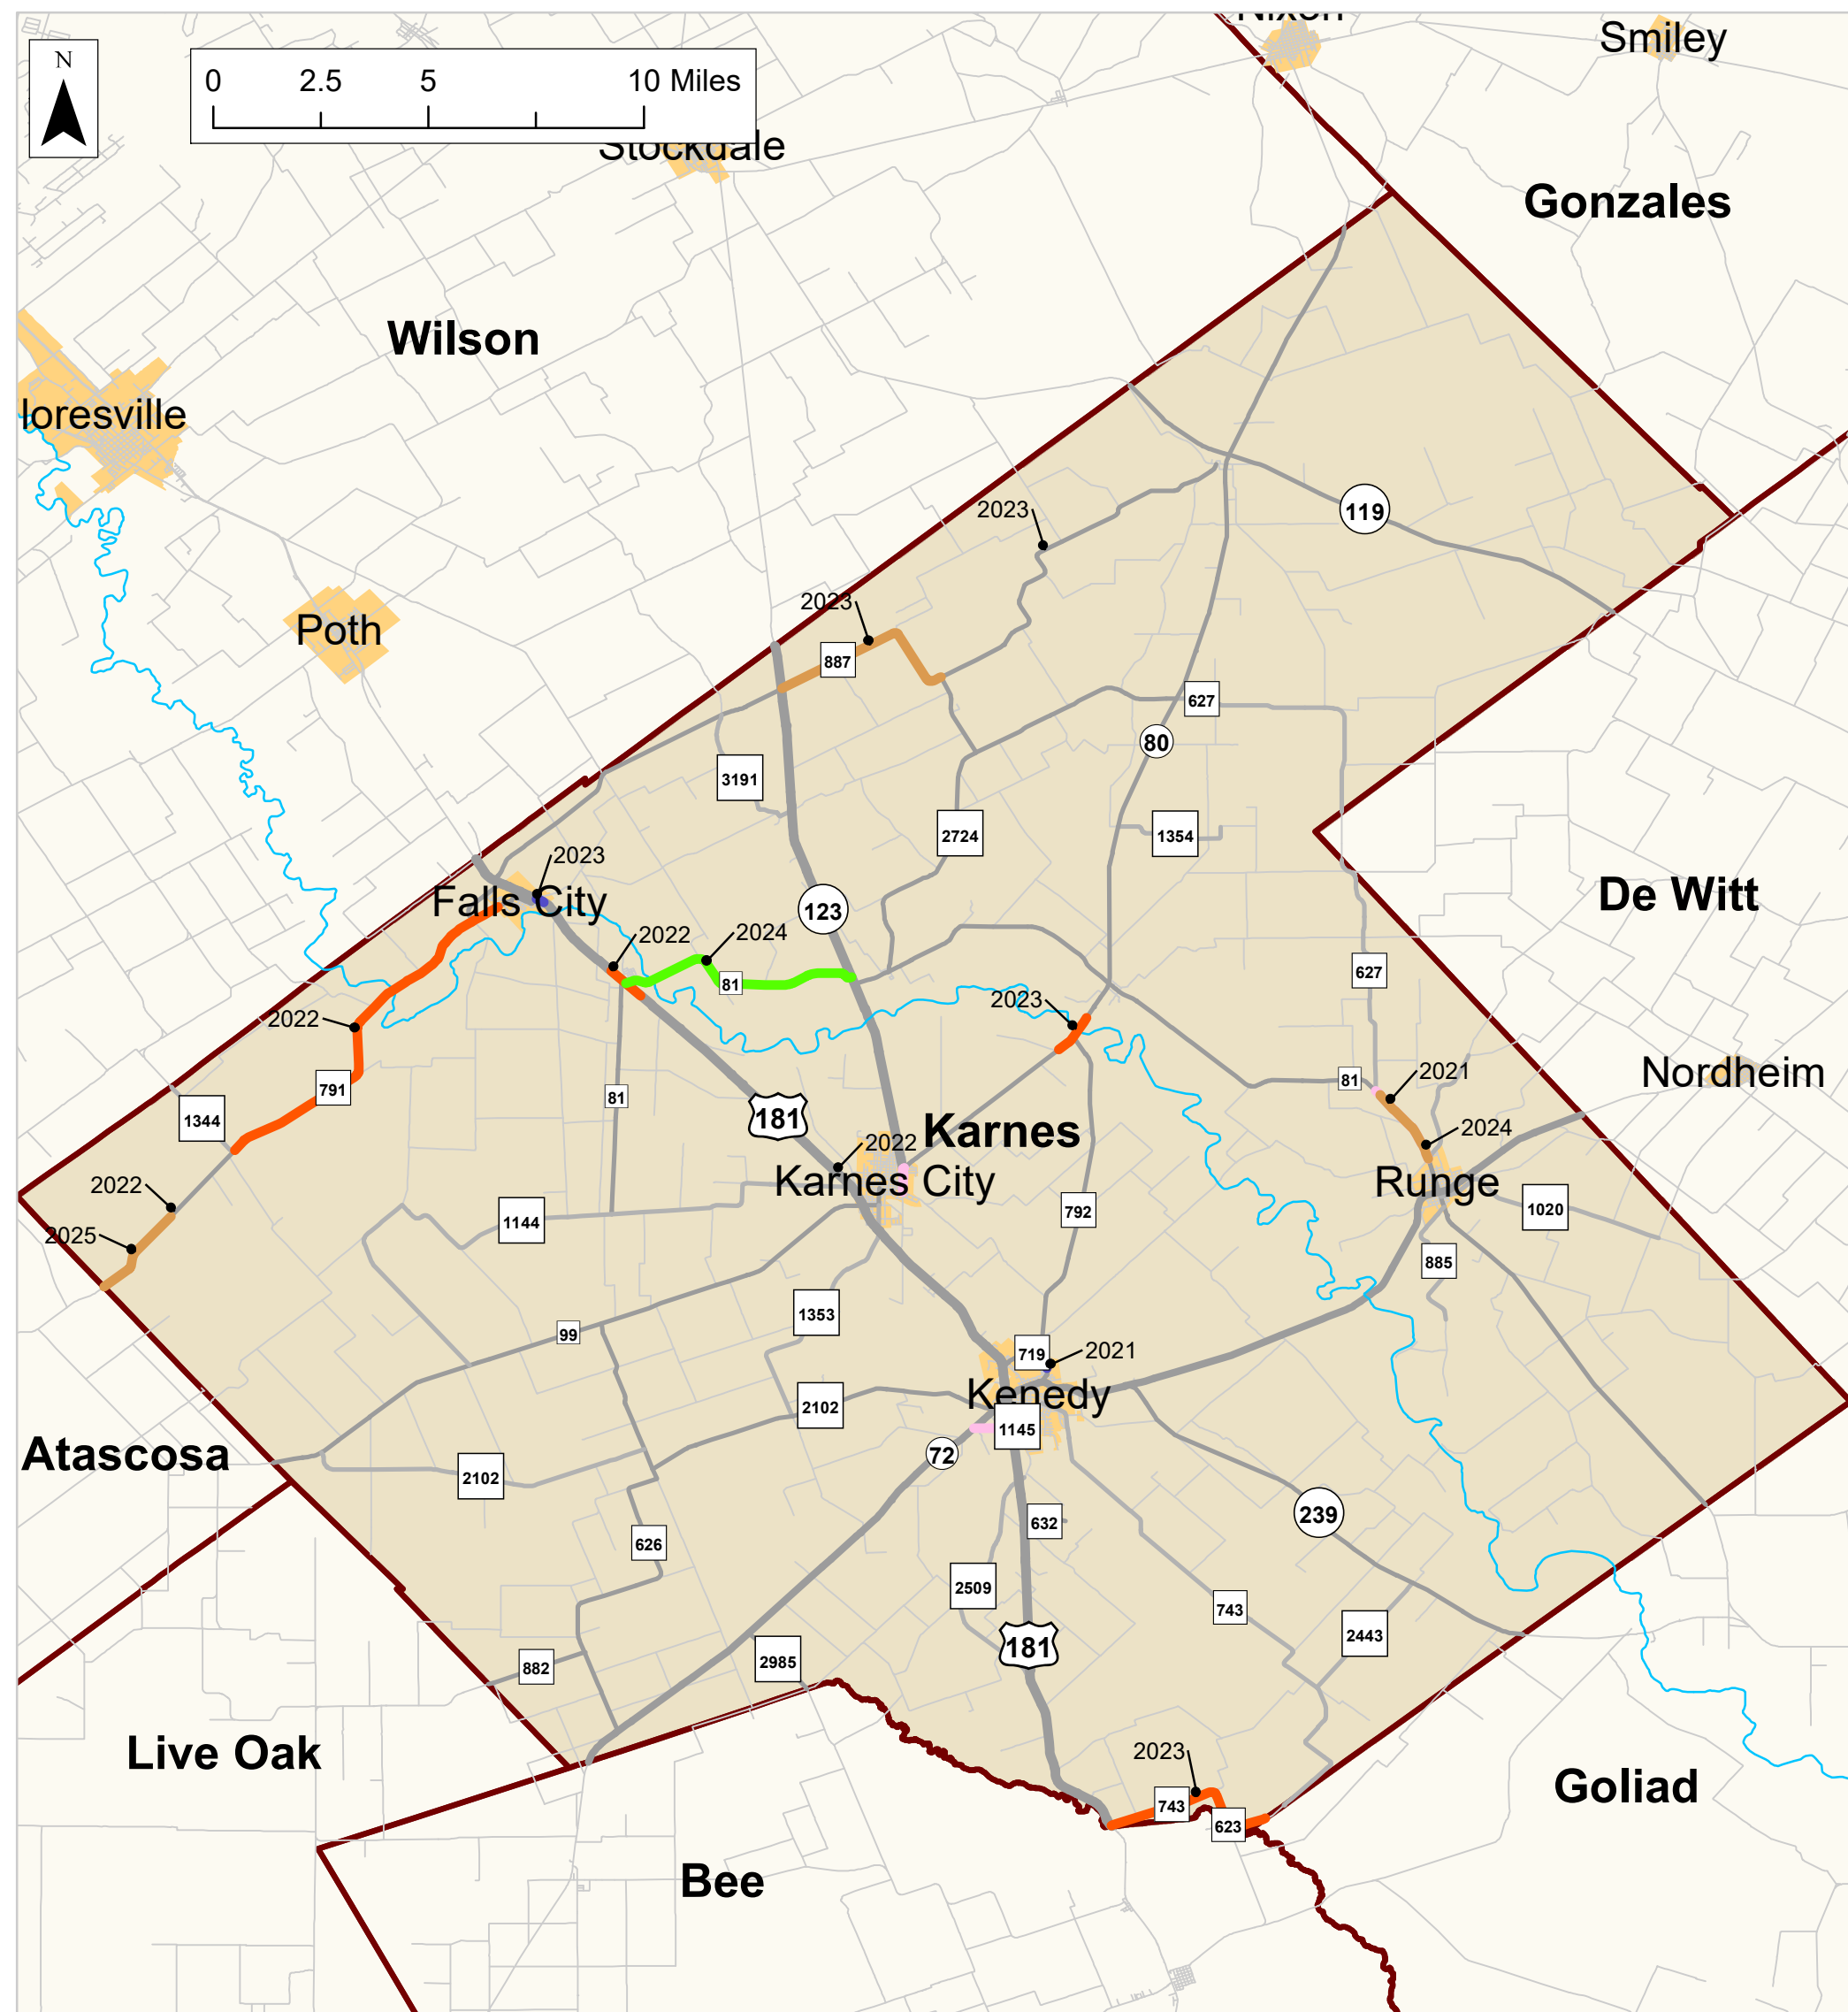 Nixon
Smiley
N
0 2.5 5 10 Miles
Stockdale
Gonzales
Wilson
loresville
2023
119
2023
Poth
887
627
80
3191
2724
1354
2023
Falls City
De Witt
123
2022
2024
81
627
2023
2022
Nordheim
2021
81
791
81
1344
181
2024
Karnes
2022
Karnes City
Runge
2022
1020
792
1144
2025
885
1353
99
719
2021
Kenedy
2102
1145
Atascosa
72
2102
239
632
626
2509
743
2443
181
2985
882
Live Oak
2023
Goliad
743
623
Bee